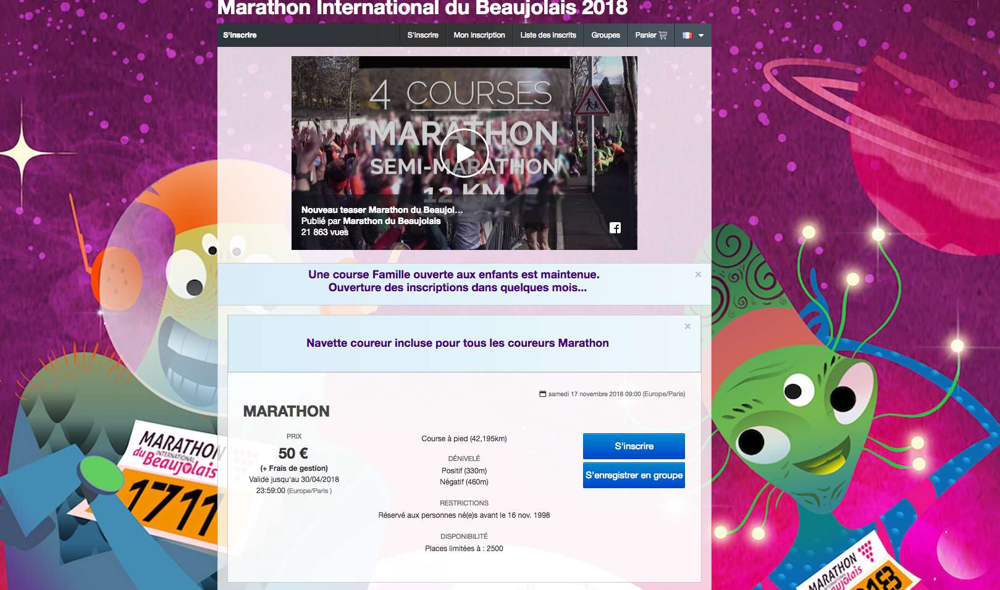 Marathon International du Beaujolais 2018
S'inscrire
S'inscrire
Mon inscription
Liste des inscrits
Groupes
Panier
4 COURSES
MARATHON
SEMI-MARATHON
12 KM
Nouveau teaser Marathon du Beaujol...
Publié par Marathon du Beaujolais
21 863 vues
Une course Famille ouverte aux enfants est maintenue.
Ouverture des inscriptions dans quelques mois...
×
Navette coureur incluse pour tous les coureurs Marathon
×
samedi 17 novembre 2018 09:00 (Europe/Paris)
MARATHON
PRIX
50 €
(+ Frais de gestion)
Valide jusqu'au 30/04/2018
23:59:00 (Europe/Paris )
Course à pied (42,195km)
DÉNIVELÉ
Positif (330m)
Négatif (460m)
RESTRICTIONS
Réservé aux personnes né(e)s avant le 16 nov. 1998
DISPONIBILITÉ
Places limitées à : 2500
S'inscrire
S'enregistrer en groupe
MARATHON
INTERNATIONAL
du Beaujolais
1711
MARATHON